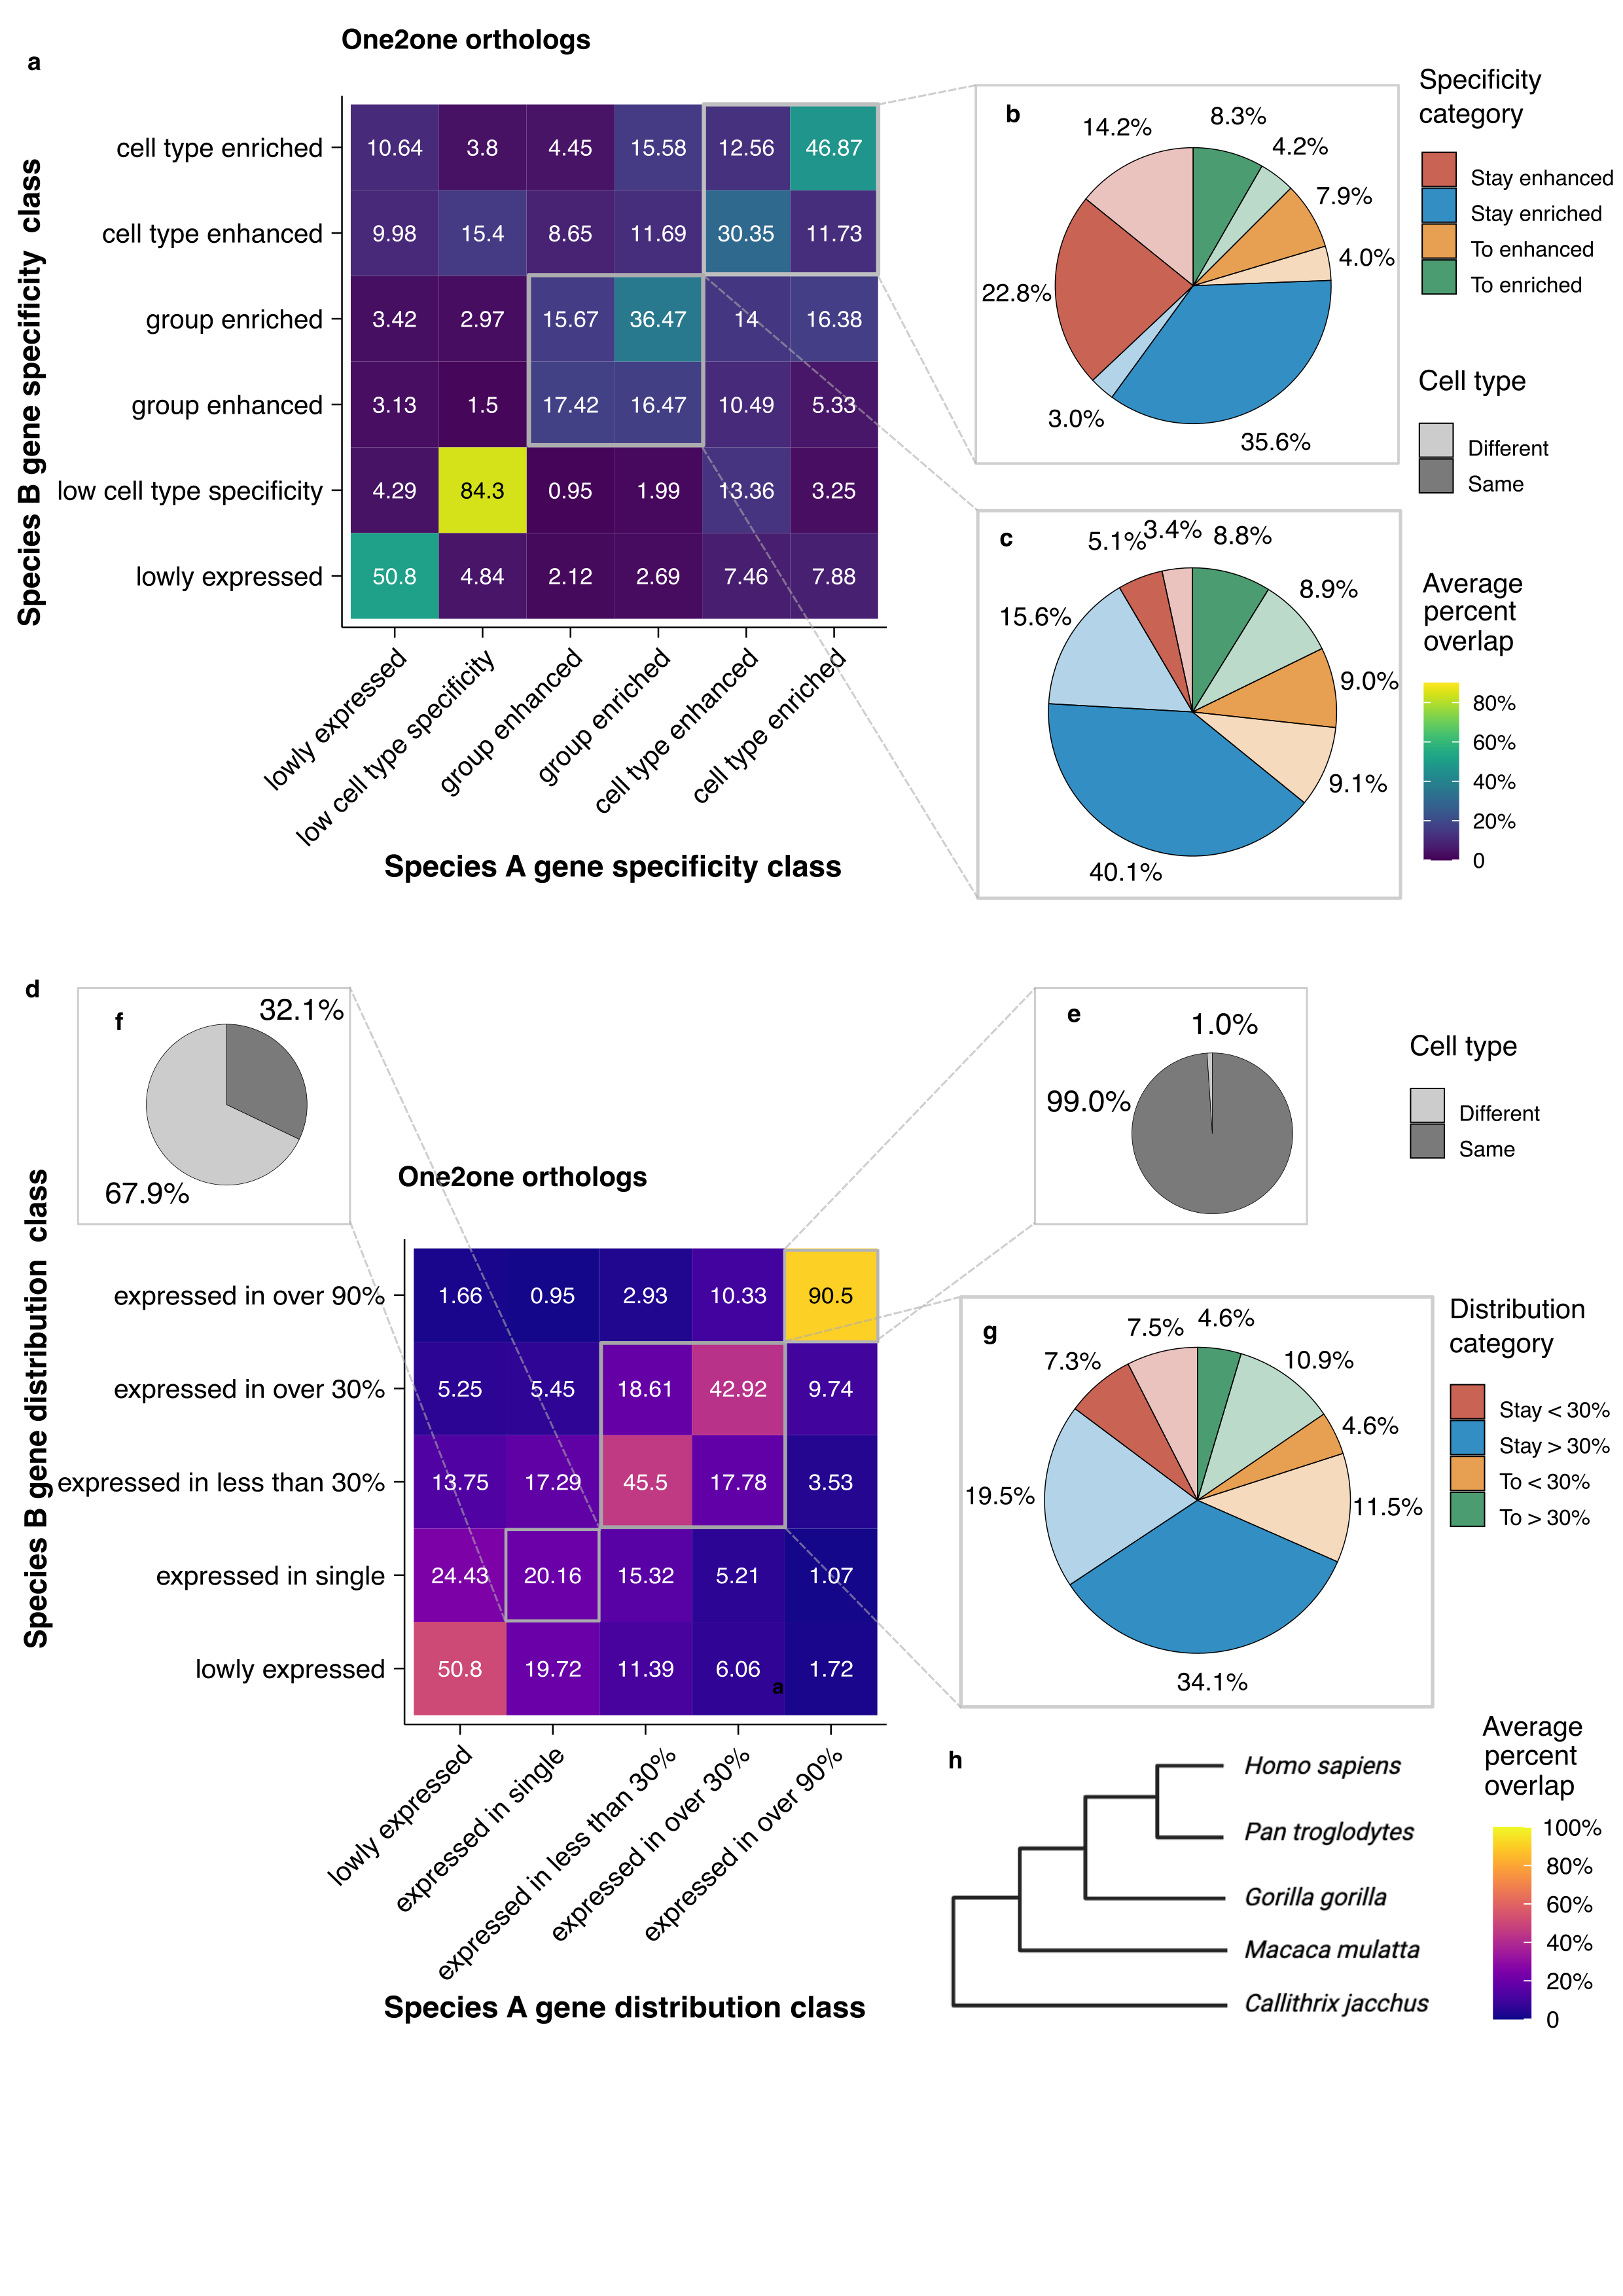 One2one orthologs
a
Species B gene specificity class
cell type enriched
10.64 3.8 4.45 15.58 12.56 46.87
cell type enhanced
9.98 15.4 8.65 11.69 30.35 11.73
group enriched
3.42 2.97 15.67 36.47 14 16.38
group enhanced
3.13 1.5 17.42 16.47 10.49 5.33
low cell type specificity
4.29 84.3 0.95 1.99 13.36 3.25
lowly expressed
50.8 4.84 2.12 2.69 7.46 7.88
lowly expressed
low cell type specificity
group enhanced
group enriched
cell type enhanced
cell type enriched
Species A gene specificity class
b
14.2%
8.3%
4.2%
7.9%
4.0%
22.8%
3.0%
35.6%
Specificity
category
Stay enhanced
Stay enriched
To enhanced
To enriched
Cell type
Different
Same
c
5.1%
3.4%
8.8%
8.9%
15.6%
9.0%
9.1%
40.1%
Average
percent
overlap
80%
60%
40%
20%
0
d
f
32.1%
67.9%
e
1.0%
99.0%
Cell type
Different
Same
One2one orthologs
Species B gene distribution class
expressed in over 90%
1.66 0.95 2.93 10.33 90.5
expressed in over 30%
5.25 5.45 18.61 42.92 9.74
expressed in less than 30%
13.75 17.29 45.5 17.78 3.53
expressed in single
24.43 20.16 15.32 5.21 1.07
lowly expressed
50.8 19.72 11.39 6.06 1.72
a
lowly expressed
expressed in single
expressed in less than 30%
expressed in over 30%
expressed in over 90%
Species A gene distribution class
g
7.5%
4.6%
7.3%
10.9%
4.6%
19.5%
11.5%
34.1%
Distribution
category
Stay < 30%
Stay > 30%
To < 30%
To > 30%
h
Homo sapiens
Pan troglodytes
Gorilla gorilla
Macaca mulatta
Callithrix jacchus
Average
percent
overlap
100%
80%
60%
40%
20%
0